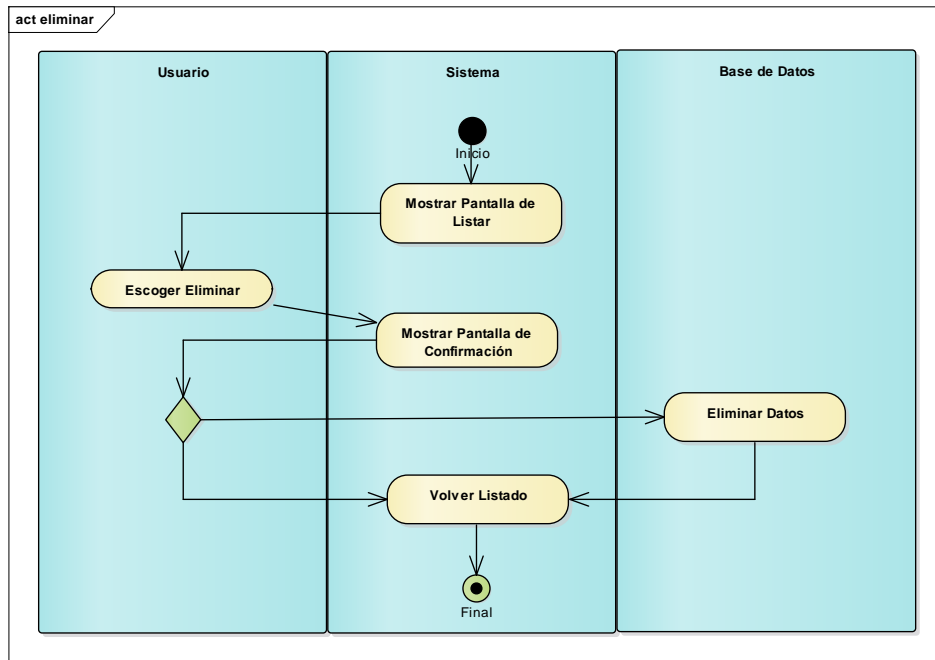 act eliminar
Usuario
Sistema
Base de Datos
Inicio
Mostrar Pantalla de
Listar
Escoger Eliminar
Mostrar Pantalla de
Confirmación
Eliminar Datos
Volver Listado
Final